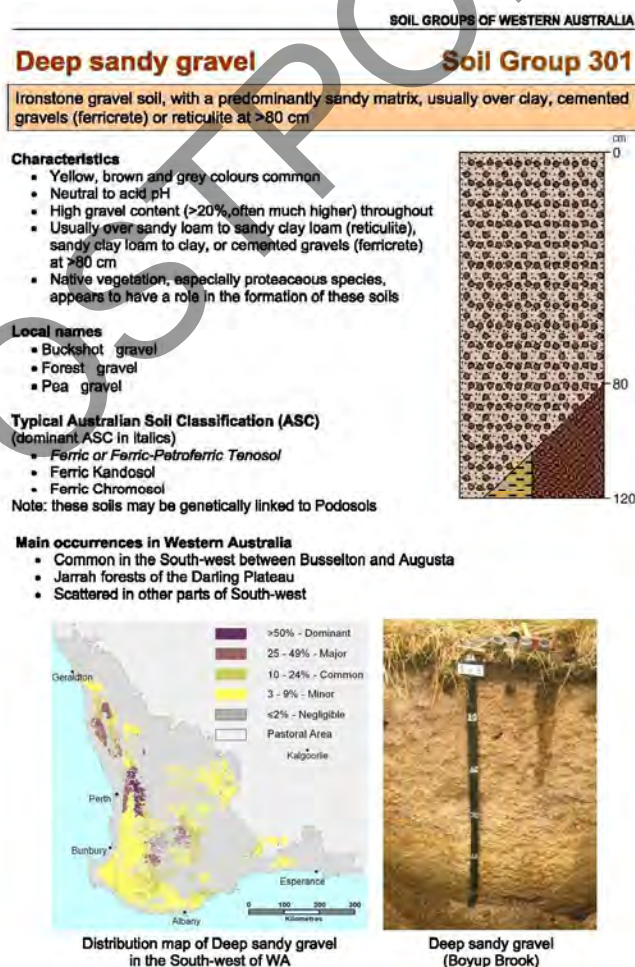 SOIL GROUPS OF WESTERN AUSTRALIA
Deep sandy gravel
Soil Group 301
Ironstone gravel soil, with a predominantly sandy matrix, usually over clay, cemented
gravels (ferricrete) or reticulite at >80 cm
Characteristics
• Yellow, brown and grey colours common
• Neutral to acid pH
• High gravel content (>20%,often much higher) throughout
• Usually over sandy loam to sandy clay loam (reticulite),
sandy clay loam to clay, or cemented gravels (ferricrete)
at >80 cm
• Native vegetation, especially proteaceous species,
appears to have a role in the formation of these soils
Local names
• Buckshot gravel
• Forest gravel
• Pea gravel
Typical Australian Soil Classification (ASC)
(dominant ASC in italics)
• Ferric or Ferric-Petroferric Tenosol
• Ferric Kandosol
• Ferric Chromosol
Note: these soils may be genetically linked to Podosols
cm
0
80
120
Main occurrences in Western Australia
• Common in the South-west between Busselton and Augusta
• Jarrah forests of the Darling Plateau
• Scattered in other parts of South-west
>50% - Dominant
25 - 49% - Major
10 - 24% - Common
3 - 9% - Minor
≤2% - Negligible
Pastoral Area
Geraldton
Kalgoorlie
Perth
Bunbury
Esperance
Albany
0 100 200 300
Kilometres
Distribution map of Deep sandy gravel
in the South-west of WA
Deep sandy gravel
(Boyup Brook)